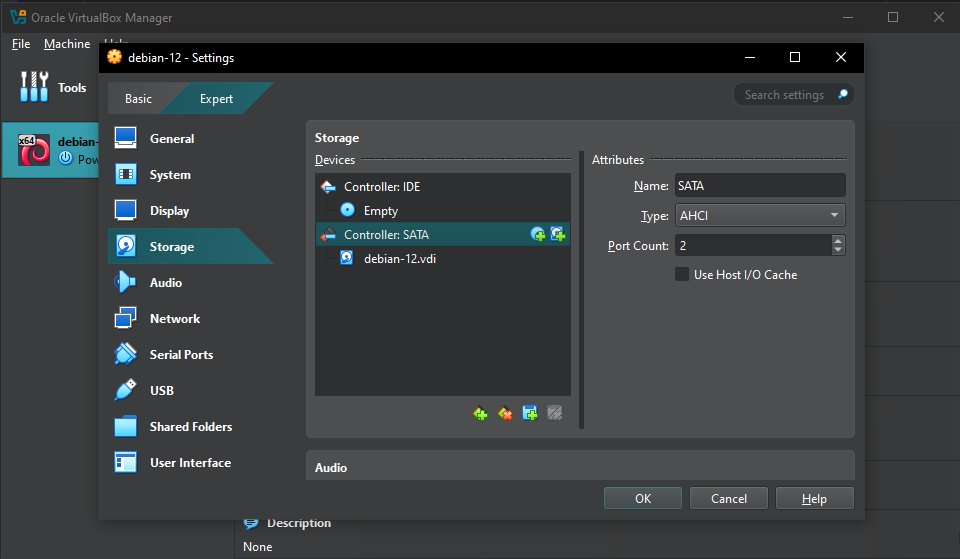 Oracle VirtualBox Manager
File Machine Help
debian-12 - Settings
Tools
Basic Expert
Search settings
x64
debian-
Pow
General
System
Display
Storage
Audio
Network
Serial Ports
USB
Shared Folders
User Interface
Storage
Devices
Controller: IDE
Empty
Controller: SATA
debian-12.vdi
Attributes
Name: SATA
Type: AHCI
Port Count: 2
Use Host I/O Cache
Audio
OK Cancel Help
Description
None